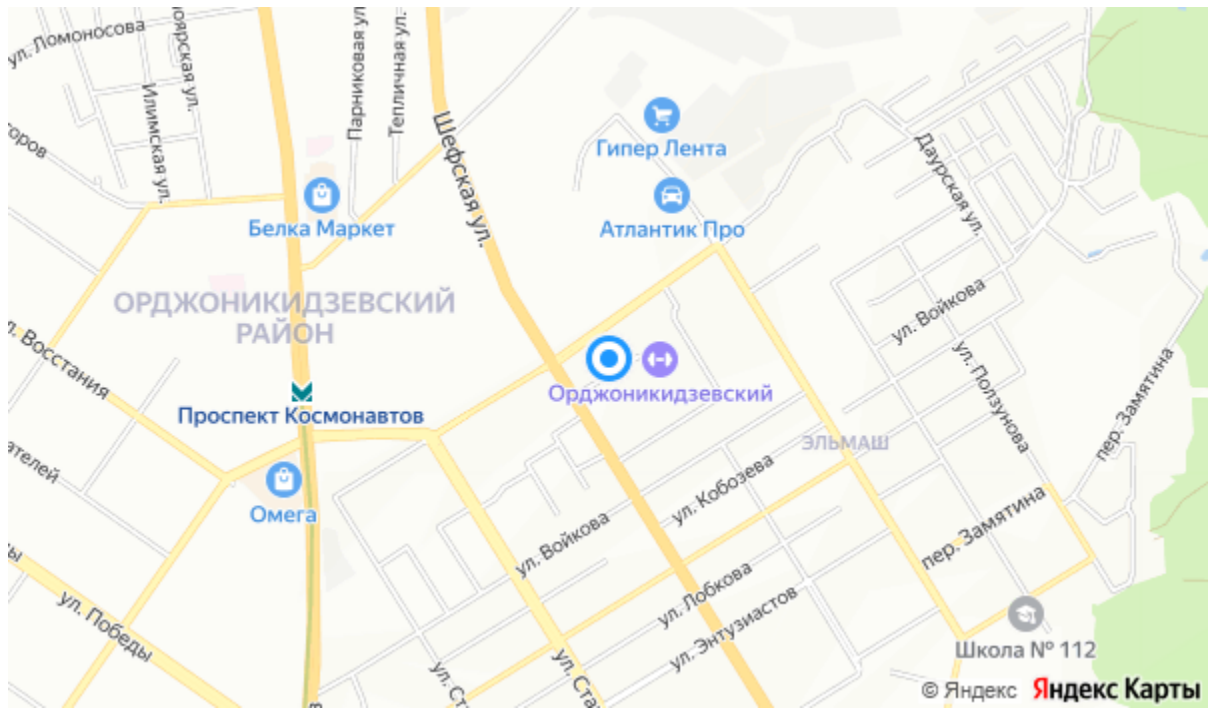 ул. Ломоносова
Илимская ул.
Парниковая ул.
Тепличная ул.
Шефская ул.
Гипер Лента
Белка Маркет
Атлантик Про
Даурская ул.
ОРДЖОНИКИДЗЕВСКИЙ
РАЙОН
ул. Войкова
ул. Ползунова
пер. Замятина
Восстания
Проспект Космонавтов
Орджоникидзевский
ЭЛЬМАШ
ул. Кобозева
Омега
ул. Войкова
пер. Замятина
ул. Лобкова
ул. Энтузиастов
ул. Победы
Школа № 112
© Яндекс Яндекс Карты